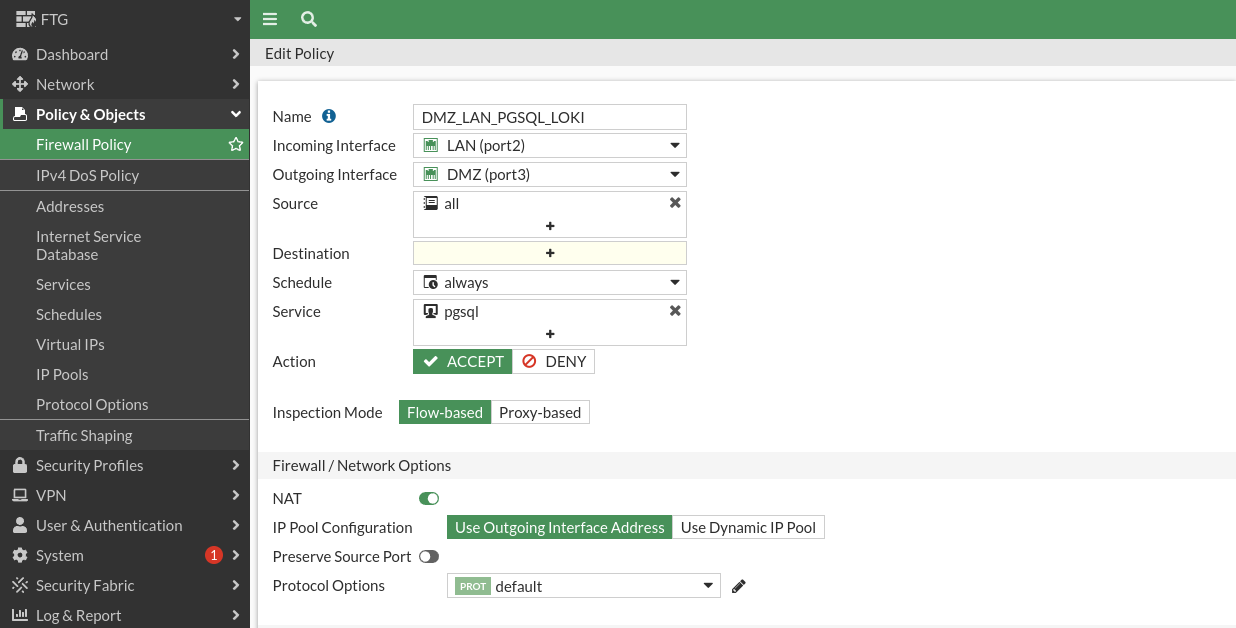 FTG
Dashboard
Network
Policy & Objects
Firewall Policy
IPv4 DoS Policy
Addresses
Internet Service
Database
Services
Schedules
Virtual IPs
IP Pools
Protocol Options
Traffic Shaping
Security Profiles
VPN
User & Authentication
System 1
Security Fabric
Log & Report
Edit Policy
Name DMZ_LAN_PGSQL_LOKI
Incoming Interface LAN (port2)
Outgoing Interface DMZ (port3)
Source all
Destination
Schedule always
Service pgsql
Action ACCEPT DENY
Inspection Mode Flow-based Proxy-based
Firewall / Network Options
NAT
IP Pool Configuration Use Outgoing Interface Address Use Dynamic IP Pool
Preserve Source Port
Protocol Options PROT default